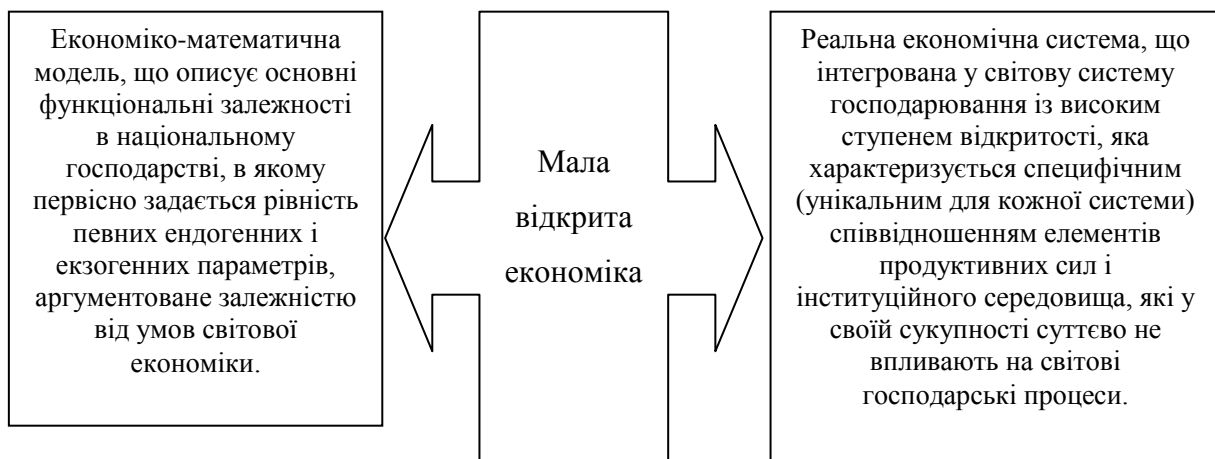 Економіко-математична
модель, що описує основні
функціональні залежності
в національному
господарстві, в якому
первісно задається рівність
певних ендогенних і
екзогенних параметрів,
аргументоване залежністю
від умов світової
економіки.
Мала
відкрита
економіка
Реальна економічна система, що
інтегрована у світову систему
господарювання із високим
ступенем відкритості, яка
характеризується специфічним
(унікальним для кожної системи)
співвідношенням елементів
продуктивних сил і
інституційного середовища, які у
своїй сукупності суттєво не
впливають на світові
господарські процеси.